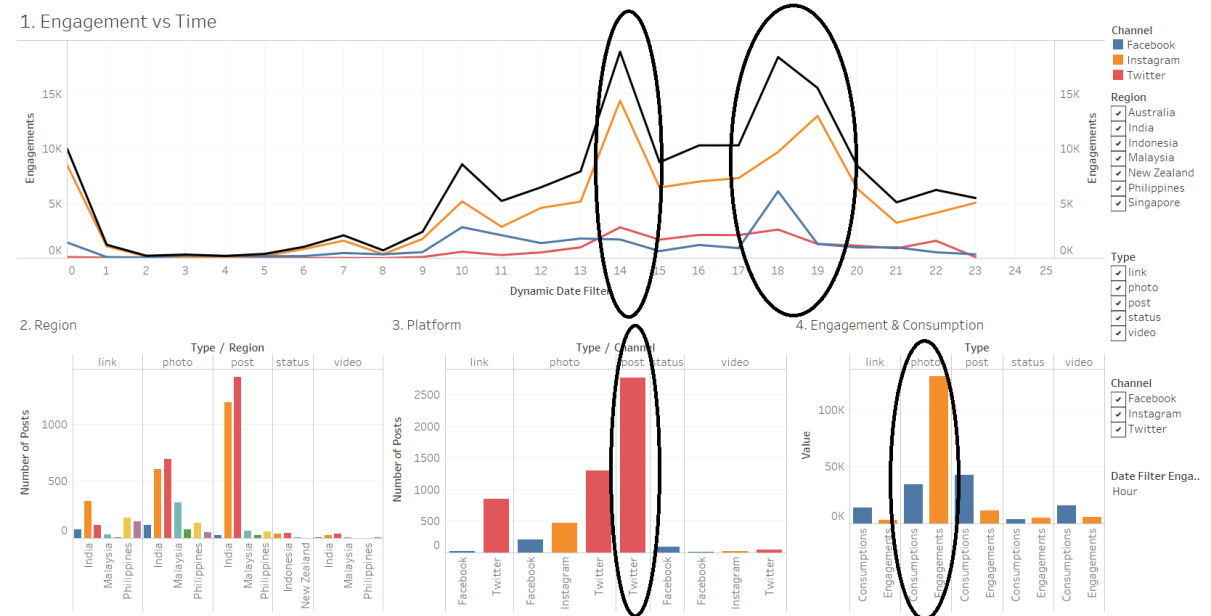 1. Engagement vs Time
Engagements
15K
10K
5K
0K
15K
10K
5K
0K
Engagements
0 1 2 3 4 5 6 7 8 9 10 11 12 13 14 15 16 17 18 19 20 21 22 23 24 25
Dynamic Date Filter
Channel
Facebook
Instagram
Twitter
Region
Australia
India
Indonesia
Malaysia
New Zealand
Philippines
Singapore
Type
link
photo
post
status
video
Channel
Facebook
Instagram
Twitter
Date Filter Enga..
Hour
2. Region
Type / Region
link photo post status video
Number of Posts
1000
500
0
India
Malaysia
Philippines
India
Malaysia
Philippines
India
Malaysia
Philippines
Indonesia
New Zealand
India
Malaysia
Philippines
3. Platform
Type / Channel
link photo post status video
Number of Posts
2500
2000
1500
1000
500
0
Facebook
Twitter
Facebook
Instagram
Twitter
Twitter
Facebook
Facebook
Instagram
Twitter
4. Engagement & Consumption
Type
link photo post status video
Value
100K
50K
0K
Consumptions
Engagements
Consumptions
Engagements
Consumptions
Engagements
Consumptions
Engagements
Consumptions
Engagements